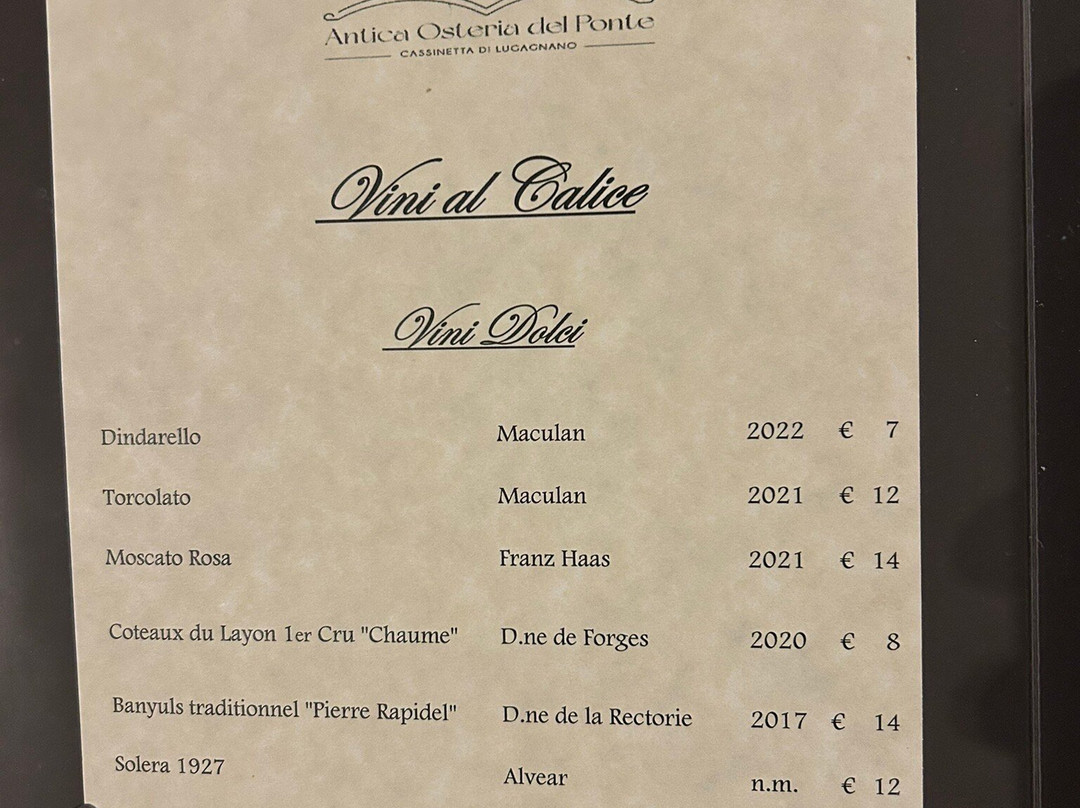 Antica Osteria del Ponte
CASSINETTA DI LUGAGNANO
Vini al Calice
Vini Dolci
Dindarello Maculan 2022 € 7
Torcolato Maculan 2021 € 12
Moscato Rosa Franz Haas 2021 € 14
Coteaux du Layon 1er Cru "Chaume" D.ne de Forges 2020 € 8
Banyuls traditionnel "Pierre Rapidel" D.ne de la Rectorie 2017 € 14
Solera 1927 Alvear n.m. € 12